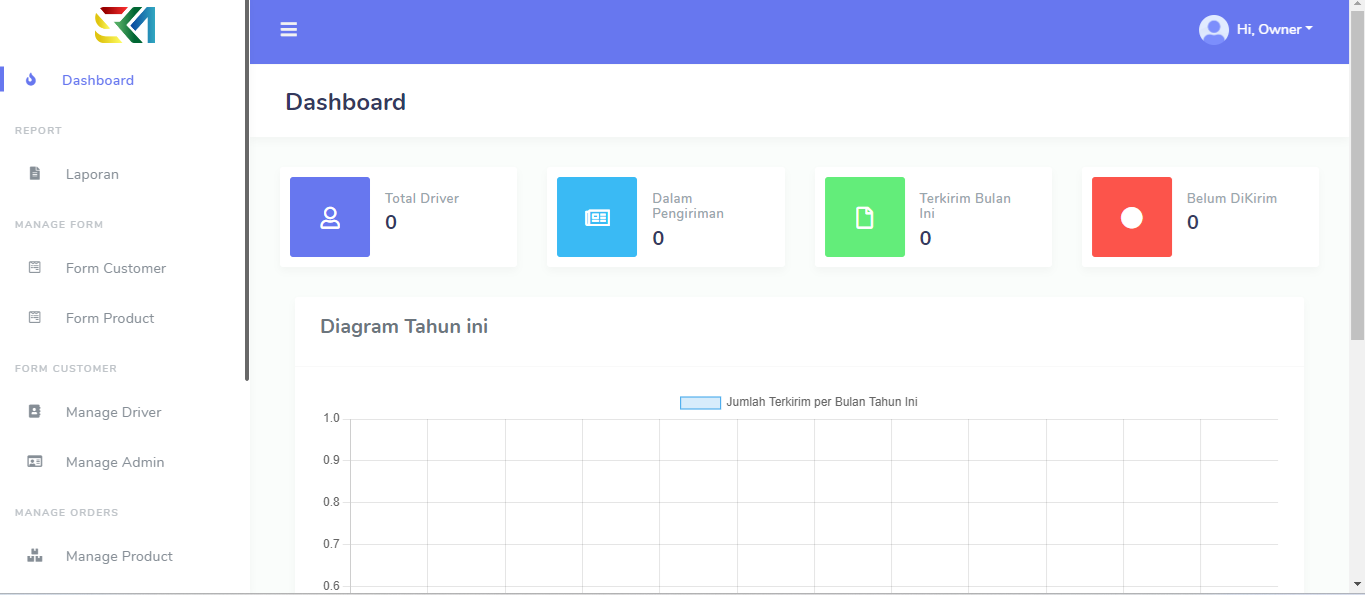 SKM
Hi, Owner
Dashboard
REPORT
Laporan
MANAGE FORM
Form Customer
Form Product
FORM CUSTOMER
Manage Driver
Manage Admin
MANAGE ORDERS
Manage Product
Dashboard
Total Driver
0
Dalam
Pengiriman
0
Terkirim Bulan
Ini
0
Belum DiKirim
0
Diagram Tahun ini
Jumlah Terkirim per Bulan Tahun Ini
1.0
0.9
0.8
0.7
0.6